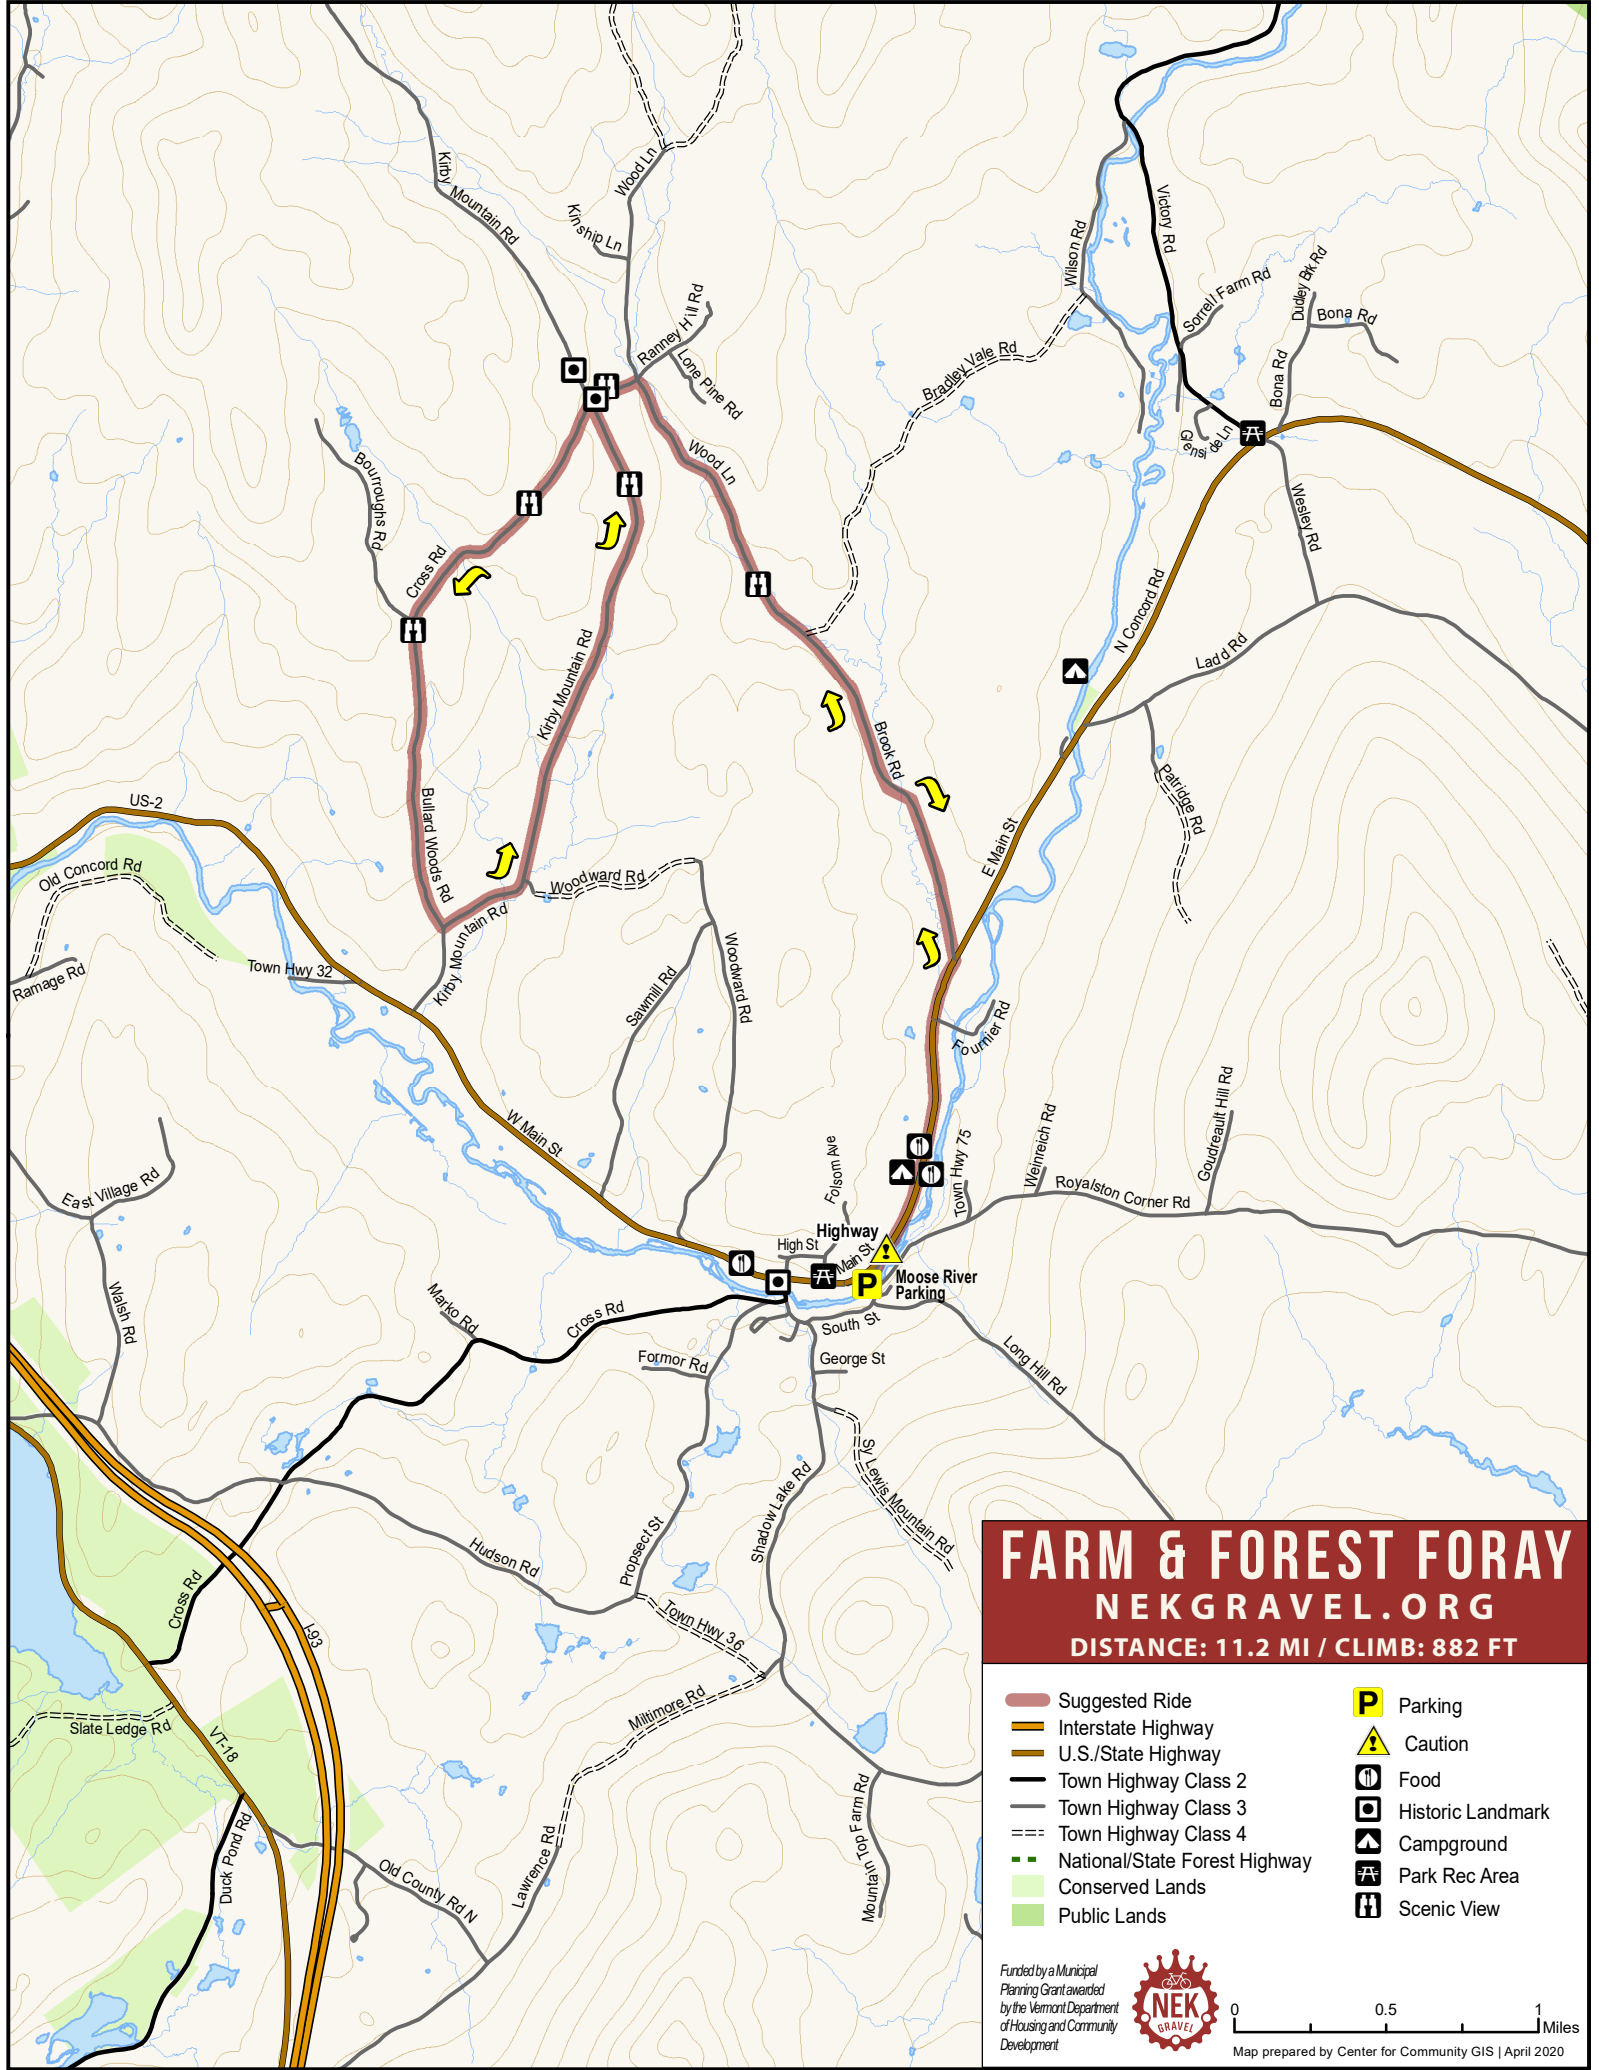 Kirby Mountain Rd
Wood Ln
Kinship Ln
Ranney Hill Rd
Lone Pine Rd
Wilson Rd
Victory Rd
Sorrell Farm Rd
Dudley Brk Rd
Bona Rd
Bona Rd
Glenside Ln
Bradley Vale Rd
Wood Ln
Bourroughs Rd
Cross Rd
Wesley Rd
N Concord Rd
Ladd Rd
Kirby Mountain Rd
Brook Rd
Patridge Rd
US-2
Bullard Woods Rd
E Main St
Old Concord Rd
Woodward Rd
Kirby Mountain Rd
Town Hwy 32
Ramage Rd
Sawmill Rd
Woodward Rd
Fournier Rd
W Main St
Folsom Ave
Town Hwy 75
Weinreich Rd
Goudreault Hill Rd
Royalston Corner Rd
East Village Rd
Highway
High St
Main St
Moose River
Parking
P
Walsh Rd
Marko Rd
Cross Rd
South St
George St
Formor Rd
Long Hill Rd
Sy Lewis Mountain Rd
Shadow Lake Rd
Propsect St
Hudson Rd
Cross Rd
I-93
Town Hwy 36
Miltimore Rd
Slate Ledge Rd
VT-18
Duck Pond Rd
Old County Rd N
Lawrence Rd
Mountain Top Farm Rd
FARM & FOREST FORAY
NEKGRAVEL.ORG
DISTANCE: 11.2 MI / CLIMB: 882 FT
Suggested Ride
Interstate Highway
U.S./State Highway
Town Highway Class 2
Town Highway Class 3
Town Highway Class 4
National/State Forest Highway
Conserved Lands
Public Lands
P Parking
Caution
Food
Historic Landmark
Campground
Park Rec Area
Scenic View
Funded by a Municipal
Planning Grant awarded
by the Vermont Department
of Housing and Community
Development
NEK
GRAVEL
0 0.5 1
Miles
Map prepared by Center for Community GIS | April 2020